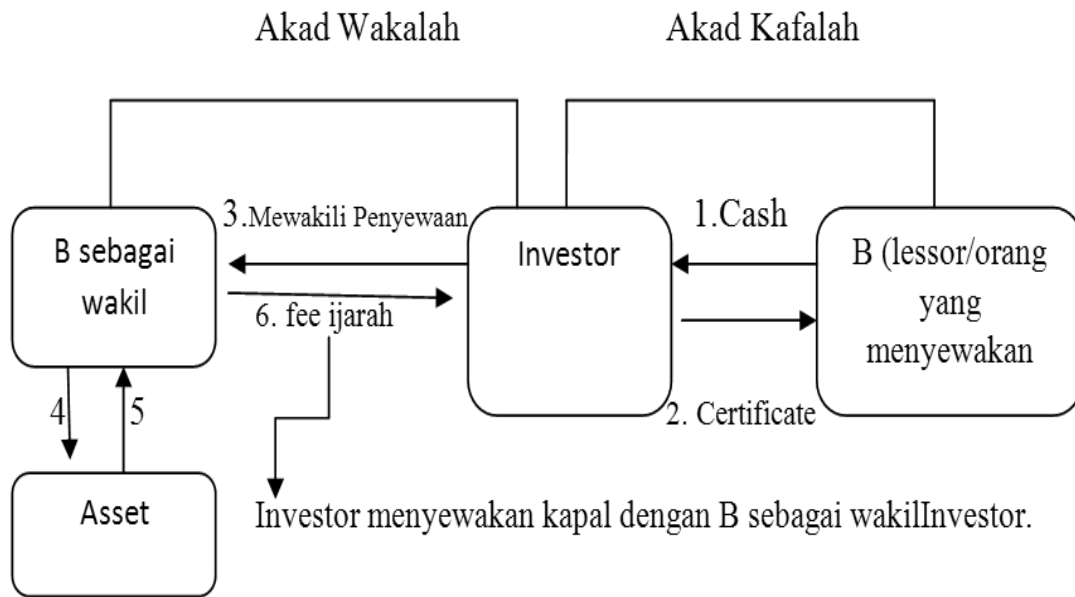 Akad Wakalah
Akad Kafalah
3.Mewakili Penyewaan
1.Cash
B sebagai
wakil
Investor
B (lessor/orang
yang
menyewakan
6. fee ijarah
2. Certificate
4
5
Asset
Investor menyewakan kapal dengan B sebagai wakilInvestor.